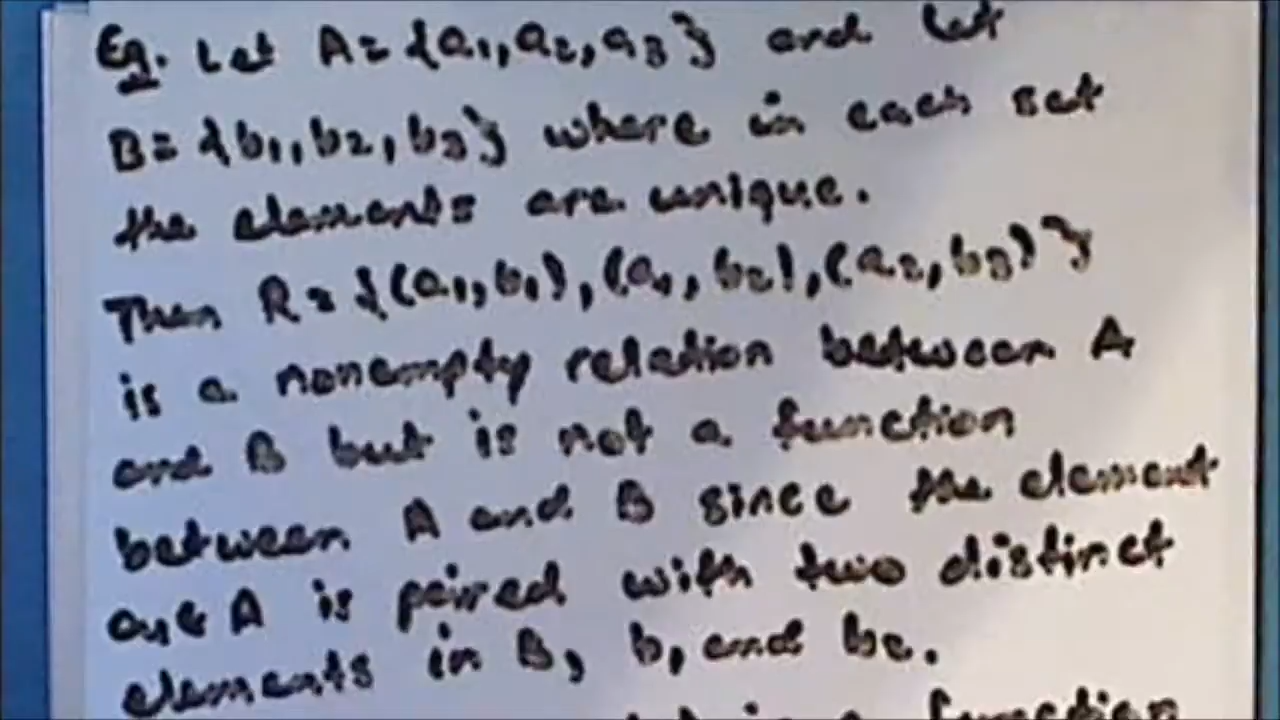 Eg. Let A = {a₁, a₂, a₃} and let
B = {b₁, b₂, b₃} where in each set
the elements are unique.
Then R = {(a₁, b₁), (a₁, b₂), (a₂, b₃)}
is a nonempty relation between A
and B but is not a function
between A and B since the element
a₁ ∈ A is paired with two distinct
elements in B, b₁ and b₂.
is a function